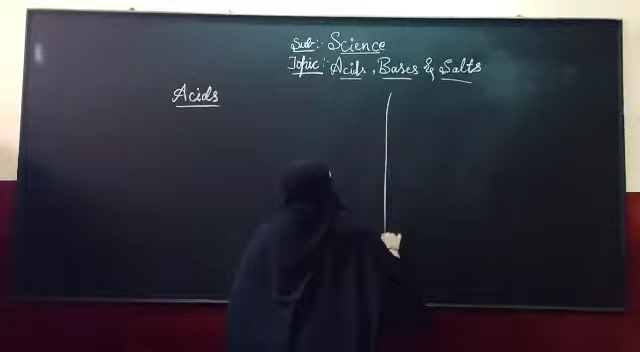 Sub:- Science
Topic:- Acids, Bases & Salts
Acids